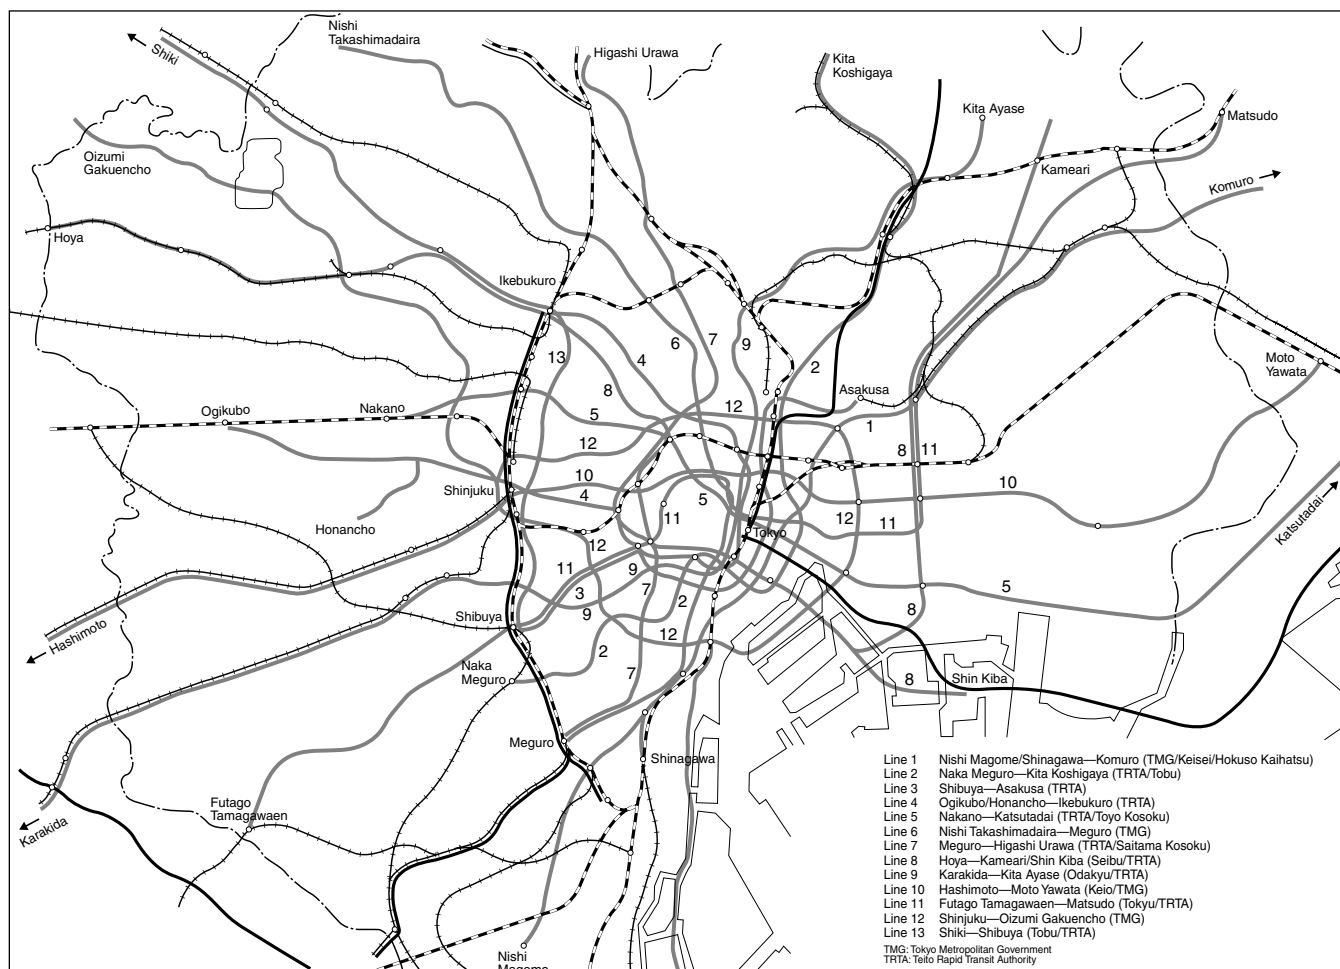 Nishi
Takashimadaira
Higashi Urawa
Kita
Koshigaya
Shiki
Kita Ayase
Matsudo
Oizumi
Gakuencho
Kameari
Komuro
Hoya
Ikebukuro
13
4
8
6
7
9
2
Moto
Yawata
Asakusa
Ogikubo
Nakano
5
12
12
1
8
11
10
4
Shinjuku
5
10
Honancho
11
12
11
Tokyo
Katsutadai
12
11
9
7
3
9
2
5
8
Shibuya
Hashimoto
12
2
7
Naka
Meguro
8
Shin Kiba
Meguro
Shinagawa
Futago
Tamagawaen
Karakida
Nishi
Magome
Line 1 Nishi Magome/Shinagawa—Komuro (TMG/Keisei/Hokuso Kaihatsu)
Line 2 Naka Meguro—Kita Koshigaya (TRTA/Tobu)
Line 3 Shibuya—Asakusa (TRTA)
Line 4 Ogikubo/Honancho—Ikebukuro (TRTA)
Line 5 Nakano—Katsutadai (TRTA/Toyo Kosoku)
Line 6 Nishi Takashimadaira—Meguro (TMG)
Line 7 Meguro—Higashi Urawa (TRTA/Saitama Kosoku)
Line 8 Hoya—Kameari/Shin Kiba (Seibu/TRTA)
Line 9 Karakida—Kita Ayase (Odakyu/TRTA)
Line 10 Hashimoto—Moto Yawata (Keio/TMG)
Line 11 Futago Tamagawaen—Matsudo (Tokyu/TRTA)
Line 12 Shinjuku—Oizumi Gakuencho (TMG)
Line 13 Shiki—Shibuya (Tobu/TRTA)
TMG: Tokyo Metropolitan Government
TRTA: Teito Rapid Transit Authority